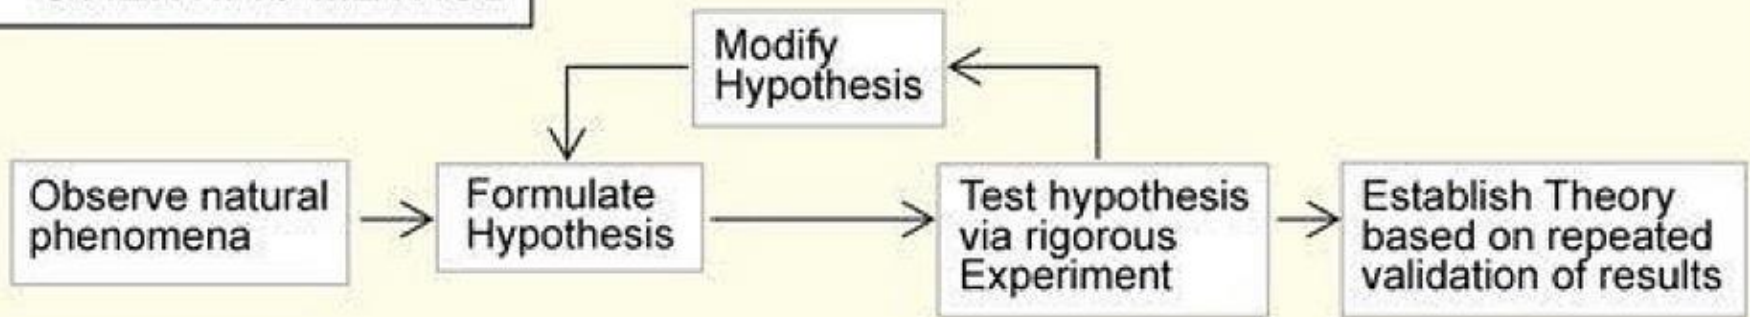 Modify
Hypothesis
Observe natural
phenomena
Formulate
Hypothesis
Test hypothesis
via rigorous
Experiment
Establish Theory
based on repeated
validation of results